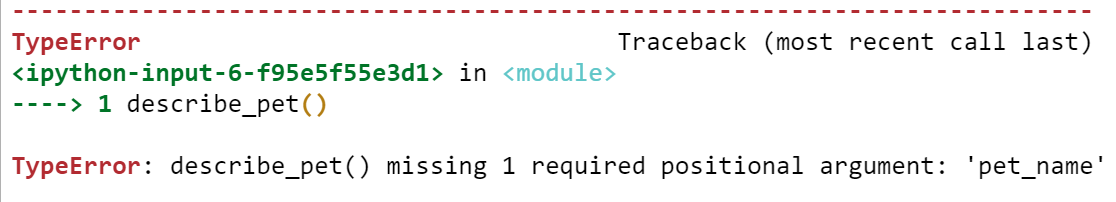 ---------------------------------------------------------------------------
TypeError                                 Traceback (most recent call last)
<ipython-input-6-f95e5f55e3d1> in <module>
----> 1 describe_pet()
TypeError: describe_pet() missing 1 required positional argument: 'pet_name'